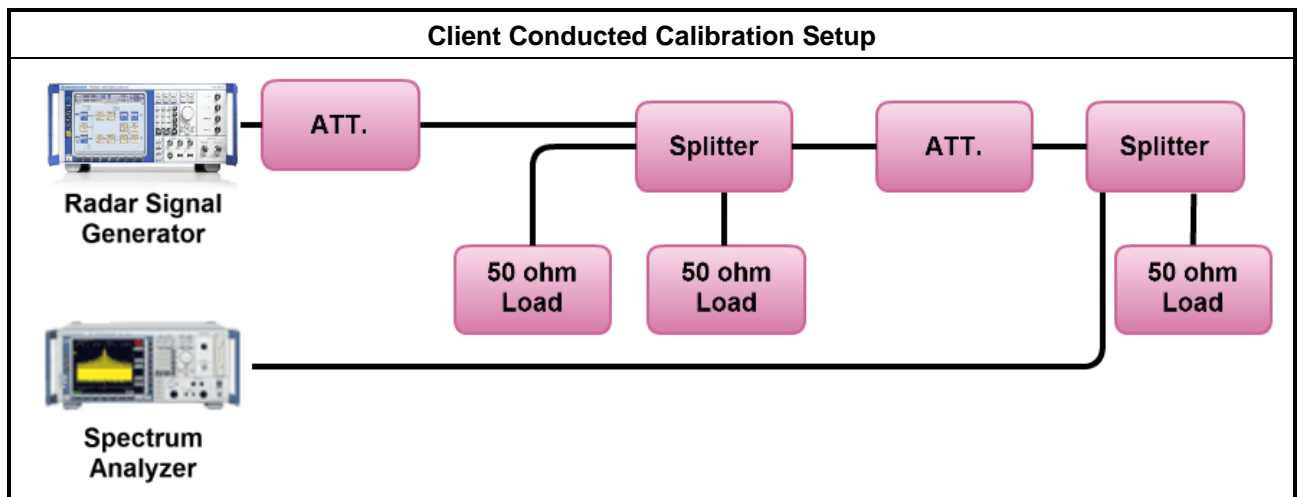 Client Conducted Calibration Setup
ATT.
Splitter
ATT.
Splitter
Radar Signal
Generator
50 ohm
Load
50 ohm
Load
50 ohm
Load
Spectrum
Analyzer